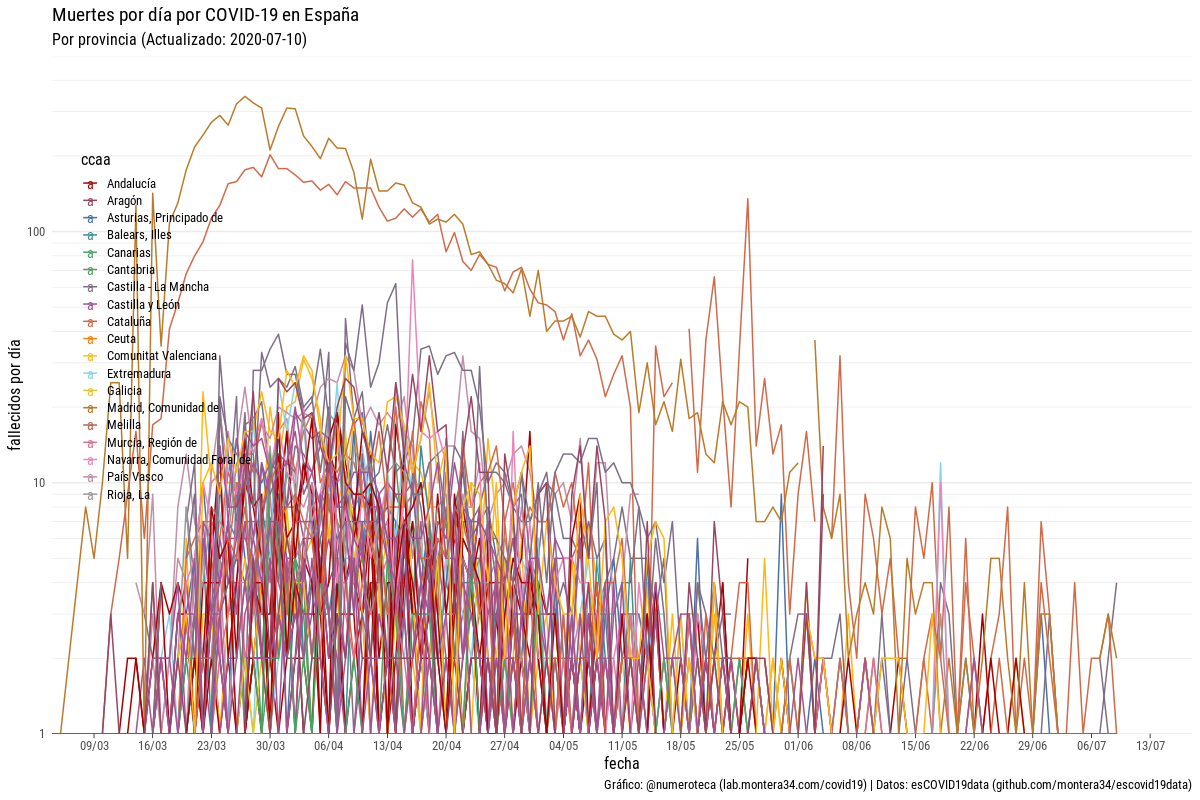 Muertes por día por COVID-19 en España
Por provincia (Actualizado: 2020-07-10)
fallecidos por día
100
10
1
ccaa
Andalucía
Aragón
Asturias, Principado de
Balears, Illes
Canarias
Cantabria
Castilla - La Mancha
Castilla y León
Cataluña
Ceuta
Comunitat Valenciana
Extremadura
Galicia
Madrid, Comunidad de
Melilla
Murcia, Región de
Navarra, Comunidad Foral de
País Vasco
Rioja, La
09/03 16/03 23/03 30/03 06/04 13/04 20/04 27/04 04/05 11/05 18/05 25/05 01/06 08/06 15/06 22/06 29/06 06/07 13/07
fecha
Gráfico: @numeroteca (lab.montera34.com/covid19) | Datos: esCOVID19data (github.com/montera34/escovid19data)